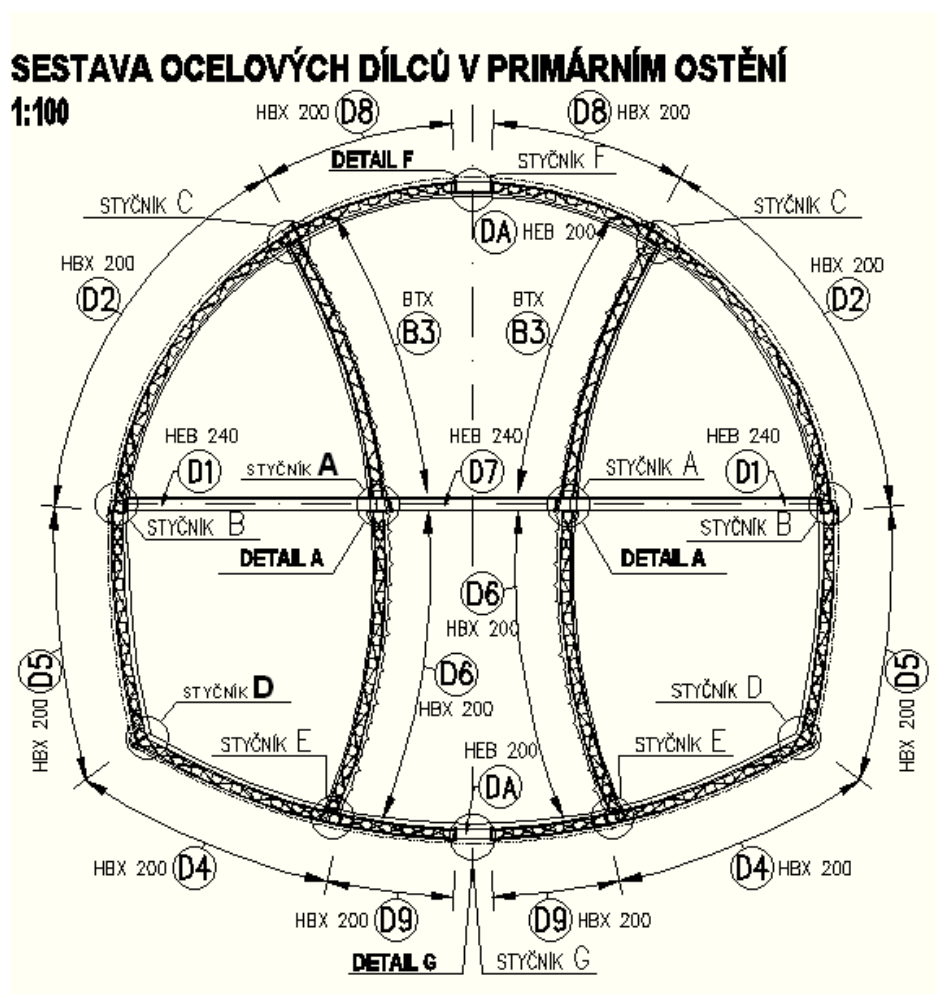 SESTAVA OCELOVÝCH DÍLCŮ V PRIMÁRNÍM OSTĚNÍ
1:100
HBX 200 D8
D8 HBX 200
DETAIL F
STYČNÍK F
STYČNÍK C
STYČNÍK C
DA HEB 200
HBX 200
D2
HBX 200
D2
BTX
B3
BTX
B3
HEB 240
D1
STYČNÍK A
HEB 240
D7
STYČNÍK A
HEB 240
D1
STYČNÍK B
STYČNÍK B
DETAIL A
DETAIL A
D6
HBX 200
D6
HBX 200
HBX 200 D5
HBX 200 D5
STYČNÍK D
STYČNÍK D
STYČNÍK E
STYČNÍK E
HEB 200
DA
HBX 200 D4
D4 HBX 200
HBX 200 D9
D9 HBX 200
DETAIL G
STYČNÍK G